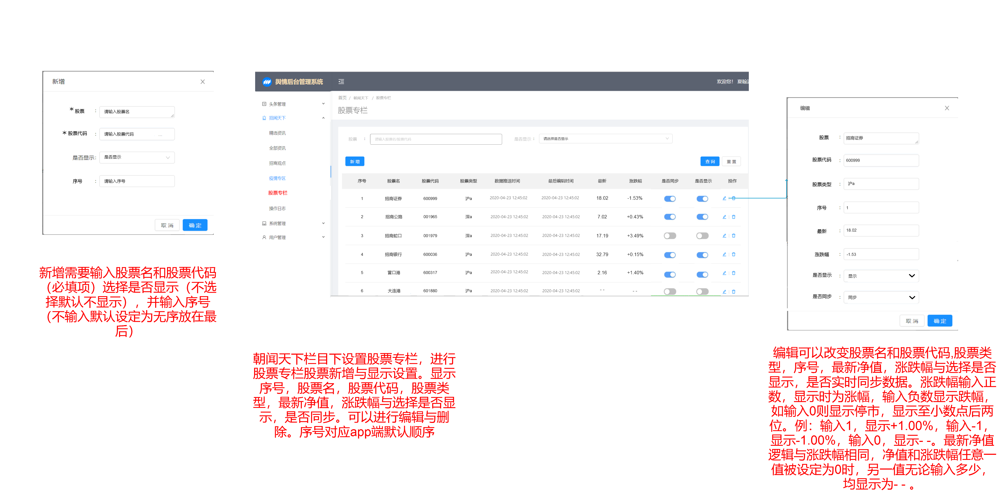 新增
* 股票 : 请输入股票名
* 股票代码 : 请输入股票代码 ...
是否显示: 是否显示
序号 : 请输入序号
取消 确定
新增需要输入股票名和股票代码
（必填项）选择是否显示（不选
择默认不显示），并输入序号
（不输入默认设定为无序放在最
后）
舆情后台管理系统
欢迎您！ 夏翰
头条管理
招闻天下
精选资讯
全部资讯
招商观点
疫情专区
股票专栏
操作日志
系统管理
用户管理
首页 / 朝闻天下 / 股票专栏
股票专栏
股票 : 请输入股票名/股票代码 是否显示: 请选择是否显示
新增 查询 重置
序号 股票名 股票代码 股票类型 数据推送时间 最后编辑时间 最新 涨跌幅 是否同步 是否显示 操作
1 招商证券 600999 沪a 2020-04-23 12:45:02 2020-04-23 12:45:02 18.02 -1.53%
2 招商公路 001965 深a 2020-04-23 12:45:02 2020-04-23 12:45:02 7.02 +0.43%
3 招商蛇口 001979 深a 2020-04-23 12:45:02 2020-04-23 12:45:02 17.19 +3.49%
4 招商银行 600036 沪a 2020-04-23 12:45:02 2020-04-23 12:45:02 32.79 +0.15%
5 营口港 600317 沪a 2020-04-23 12:45:02 2020-04-23 12:45:02 2.16 +1.40%
6 大连港 601880 沪a 2020-04-23 12:45:02 2020-04-23 12:45:02 - - - -
朝闻天下栏目下设置股票专栏，进行
股票专栏股票新增与显示设置。显示
序号，股票名，股票代码，股票类
型，最新净值，涨跌幅与选择是否显
示，是否同步。可以进行编辑与删
除。序号对应app端默认顺序
编辑
股票 : 招商证券
股票代码 : 600999
股票类型 : 沪a
序号 : 1
最新 : 18.02
涨跌幅 : -1.53
是否显示 : 显示
是否同步 : 同步
取消 确定
编辑可以改变股票名和股票代码,股票类
型，序号，最新净值，涨跌幅与选择是否
显示，是否实时同步数据。涨跌幅输入正
数，显示时为涨幅，输入负数显示跌幅，
如输入0则显示停市，显示至小数点后两
位。例：输入1，显示+1.00%，输入-1，
显示-1.00%，输入0，显示- -。最新净值
逻辑与涨跌幅相同，净值和涨跌幅任意一
值被设定为0时，另一值无论输入多少，
均显示为- - 。